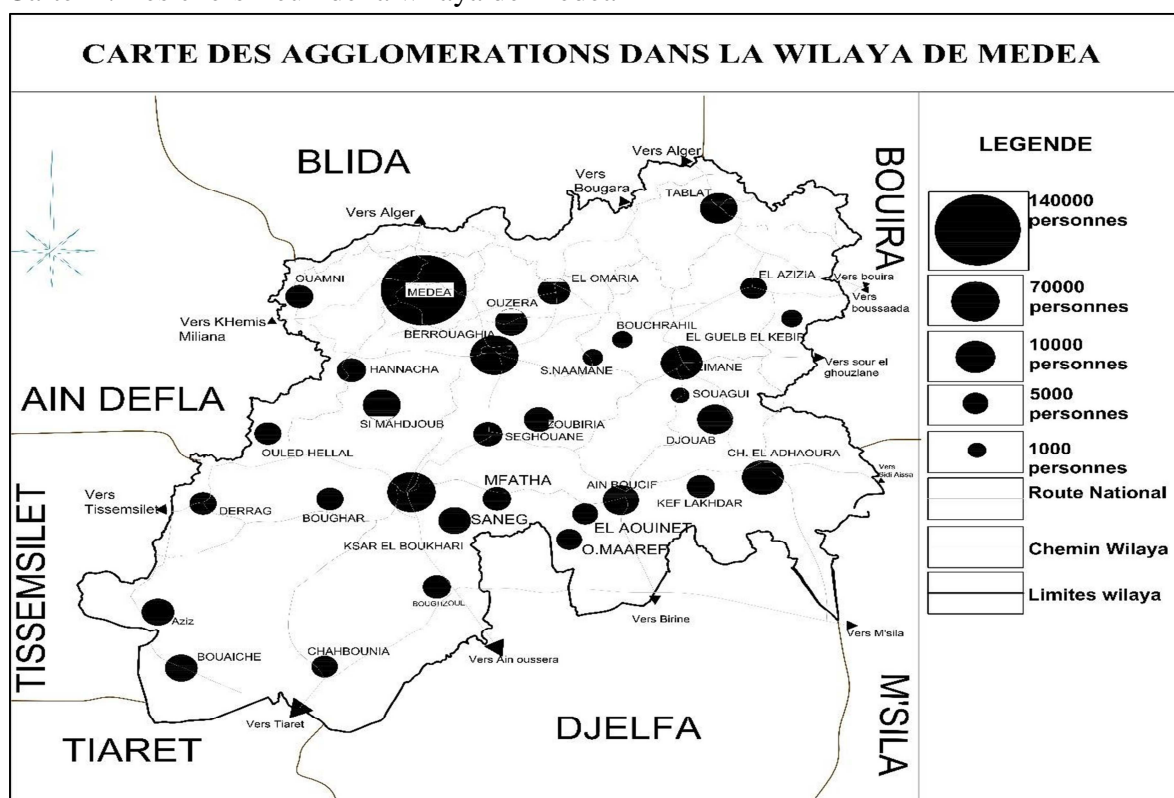 CARTE DES AGGLOMERATIONS DANS LA WILAYA DE MEDEA
BLIDA
Vers Alger
Vers
Bougara
TABLAT
BOUIRA
Vers Alger
OUAMNI
MEDEA
EL OMARIA
EL AZIZIA
Vers bouira
Vers
boussaada
OUZERA
Vers KHemis
Miliana
BERROUAGHIA
BOUCHRAHIL
EL GUELB EL KEBIR
HANNACHA
S.NAAMANE
ZIMANE
Vers sour el
ghouzlane
AIN DEFLA
SOUAGUI
SI MAHDJOUB
ZOUBIRIA
SEGHOUANE
DJOUAB
OULED HELLAL
CH. EL ADHAOURA
Vers
Sidi Aissa
MFATHA
AIN BOUCIF
Vers
Tissemsilet
DERRAG
BOUGHAR
KEF LAKHDAR
SANEG
EL AOUINET
KSAR EL BOUKHARI
O.MAAREF
TISSEMSILET
BOUGHZOUL
Aziz
Vers Birine
Vers M'sila
BOUAICHE
CHAHBOUNIA
Vers Ain oussera
Vers Tiaret
DJELFA
TIARET
M'SILA
LEGENDE
140000
personnes
70000
personnes
10000
personnes
5000
personnes
1000
personnes
Route National
Chemin Wilaya
Limites wilaya